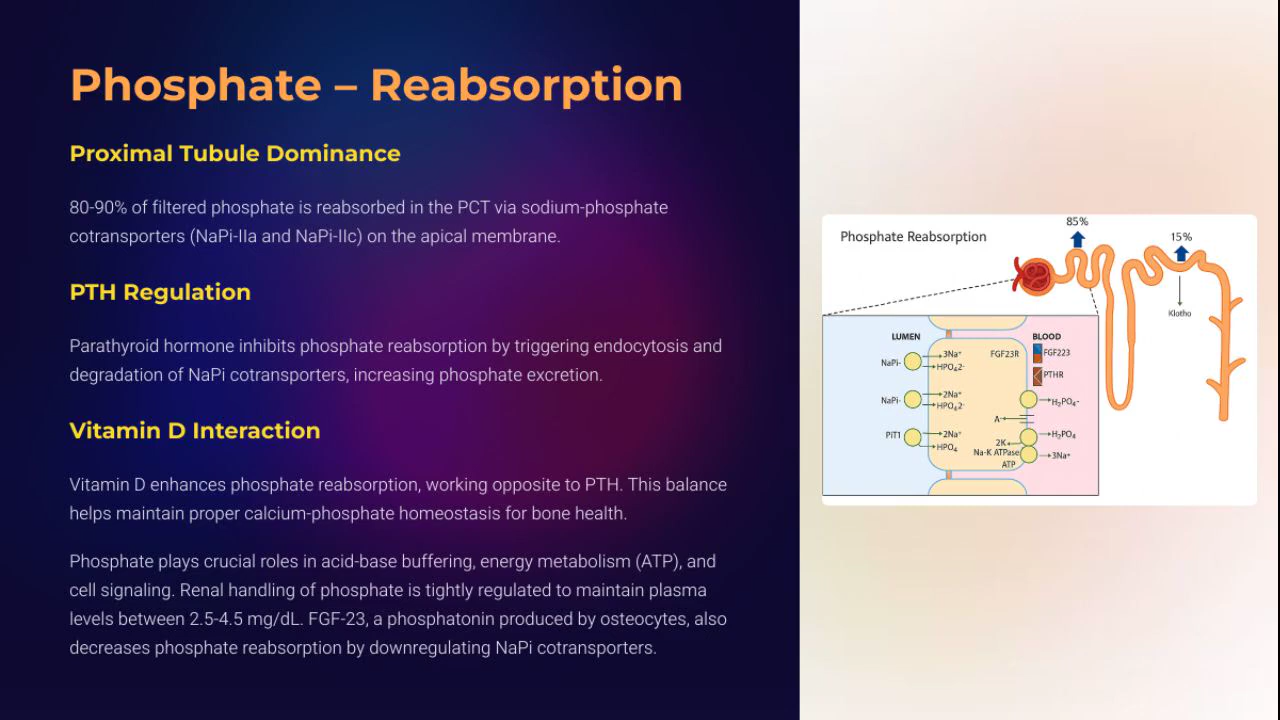 Phosphate – Reabsorption
Proximal Tubule Dominance
80-90% of filtered phosphate is reabsorbed in the PCT via sodium-phosphate
cotransporters (NaPi-IIa and NaPi-IIc) on the apical membrane.
PTH Regulation
Parathyroid hormone inhibits phosphate reabsorption by triggering endocytosis and
degradation of NaPi cotransporters, increasing phosphate excretion.
Vitamin D Interaction
Vitamin D enhances phosphate reabsorption, working opposite to PTH. This balance
helps maintain proper calcium-phosphate homeostasis for bone health.
Phosphate plays crucial roles in acid-base buffering, energy metabolism (ATP), and
cell signaling. Renal handling of phosphate is tightly regulated to maintain plasma
levels between 2.5-4.5 mg/dL. FGF-23, a phosphatonin produced by osteocytes, also
decreases phosphate reabsorption by downregulating NaPi cotransporters.
85%
Phosphate Reabsorption
15%
Klotho
LUMEN
BLOOD
3Na⁺
FGF23R
FGF223
NaPi-
HPO₄2-
PTHR
2Na⁺
NaPi-
HPO₄2-
H₂PO₄-
A-
PiT1
2Na⁺
H₂PO₄
2K
HPO₄
Na-K ATPase
3Na⁺
ATP